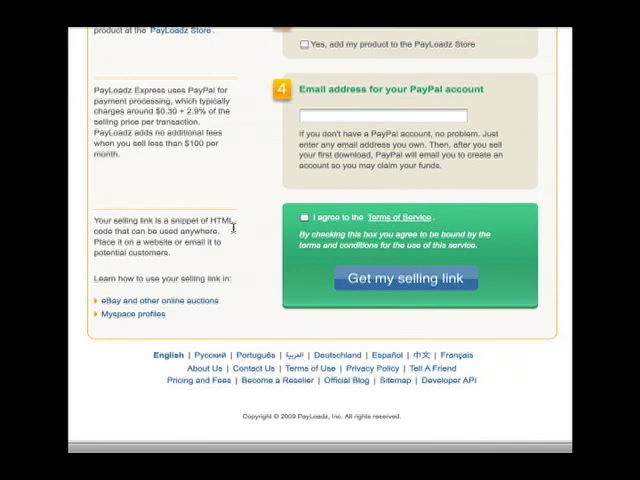 product at the PayLoadz Store .
Yes, add my product to the PayLoadz Store
PayLoadz Express uses PayPal for
payment processing, which typically
charges around $0.30 + 2.9% of the
selling price per transaction.
PayLoadz adds no additional fees
when you sell less than $100 per
month.
4 Email address for your PayPal account
If you don't have a PayPal account, no problem. Just
enter any email address you own. Then, after you sell
your first download, PayPal will email you to create an
account so you may claim your funds.
Your selling link is a snippet of HTML
code that can be used anywhere.
Place it on a website or email it to
potential customers.
Learn how to use your selling link in:
eBay and other online auctions
Myspace profiles
I agree to the Terms of Service .
By checking this box you agree to be bound by the
terms and conditions for the use of this service.
Get my selling link
English | Русский | Português | العربية | Deutschland | Español | 中文 | Français
About Us | Contact Us | Terms of Use | Privacy Policy | Tell A Friend
Pricing and Fees | Become a Reseller | Official Blog | Sitemap | Developer API
Copyright © 2009 PayLoadz, Inc. All rights reserved.